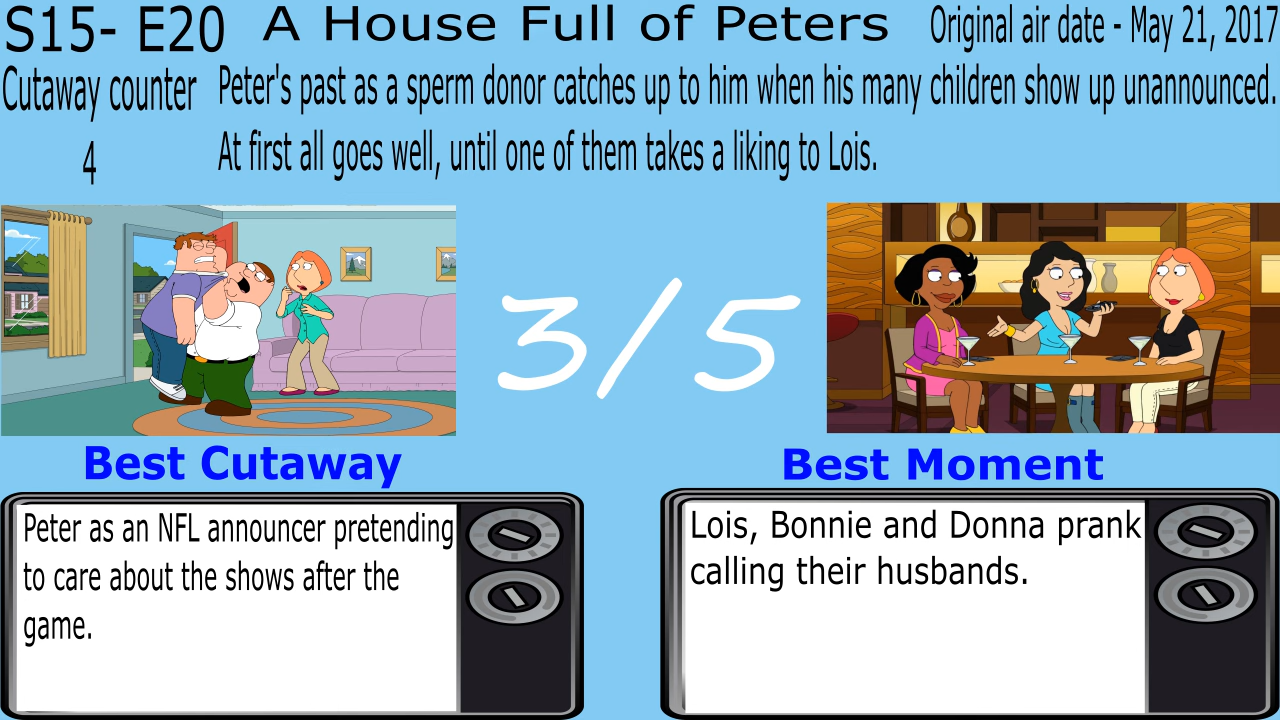 S15- E20
A House Full of Peters
Original air date - May 21, 2017
Cutaway counter
4
Peter's past as a sperm donor catches up to him when his many children show up unannounced.
At first all goes well, until one of them takes a liking to Lois.
3/5
Best Cutaway
Peter as an NFL announcer pretending
to care about the shows after the
game.
Best Moment
Lois, Bonnie and Donna prank
calling their husbands.